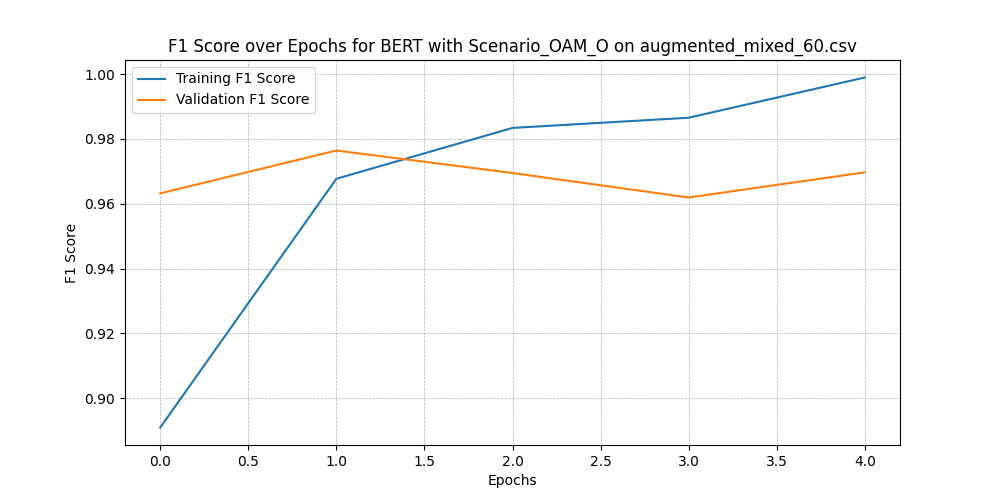 F1 Score over Epochs for BERT with Scenario_OAM_O on augmented_mixed_60.csv
Training F1 Score
Validation F1 Score
1.00
0.98
0.96
0.94
0.92
0.90
F1 Score
0.0 0.5 1.0 1.5 2.0 2.5 3.0 3.5 4.0
Epochs